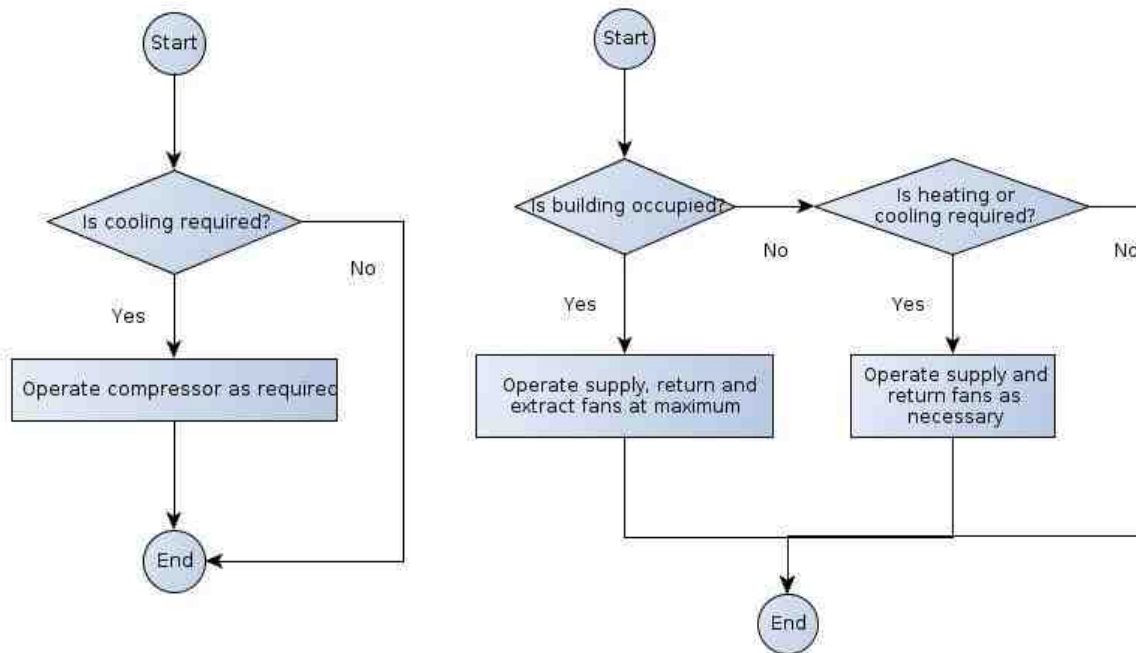 Start
Is cooling required?
No
Yes
Operate compressor as required
End
Start
Is building occupied?
No
Is heating or
cooling required?
No
Yes
Yes
Operate supply, return and
extract fans at maximum
Operate supply and
return fans as
necessary
End